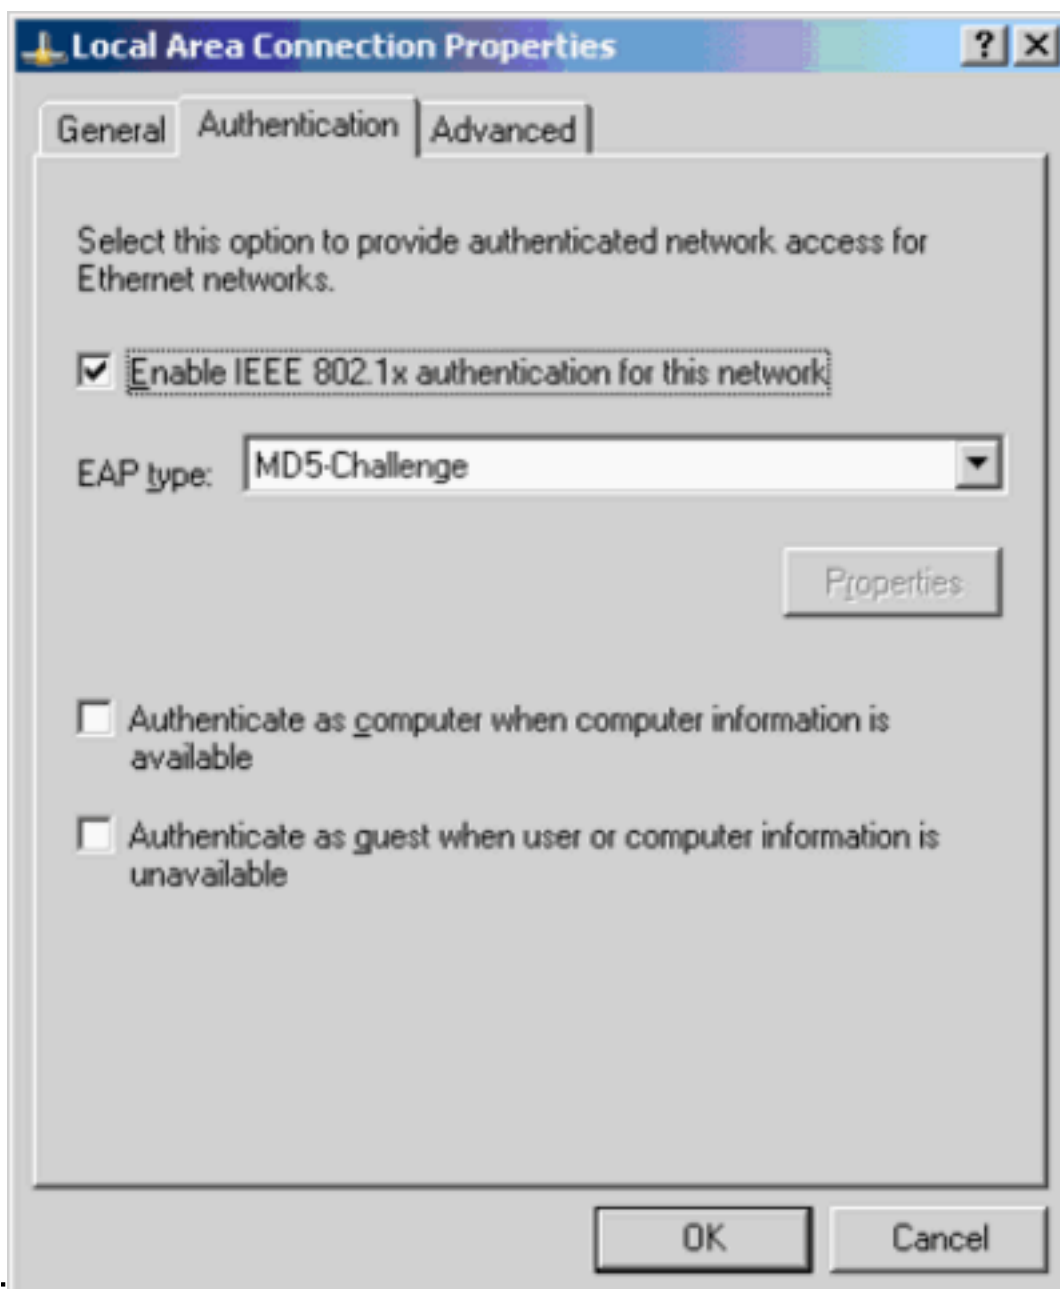 Local Area Connection Properties
General Authentication Advanced
Select this option to provide authenticated network access for
Ethernet networks.
Enable IEEE 802.1x authentication for this network
EAP type: MD5-Challenge
Properties
Authenticate as computer when computer information is
available
Authenticate as guest when user or computer information is
unavailable
OK Cancel